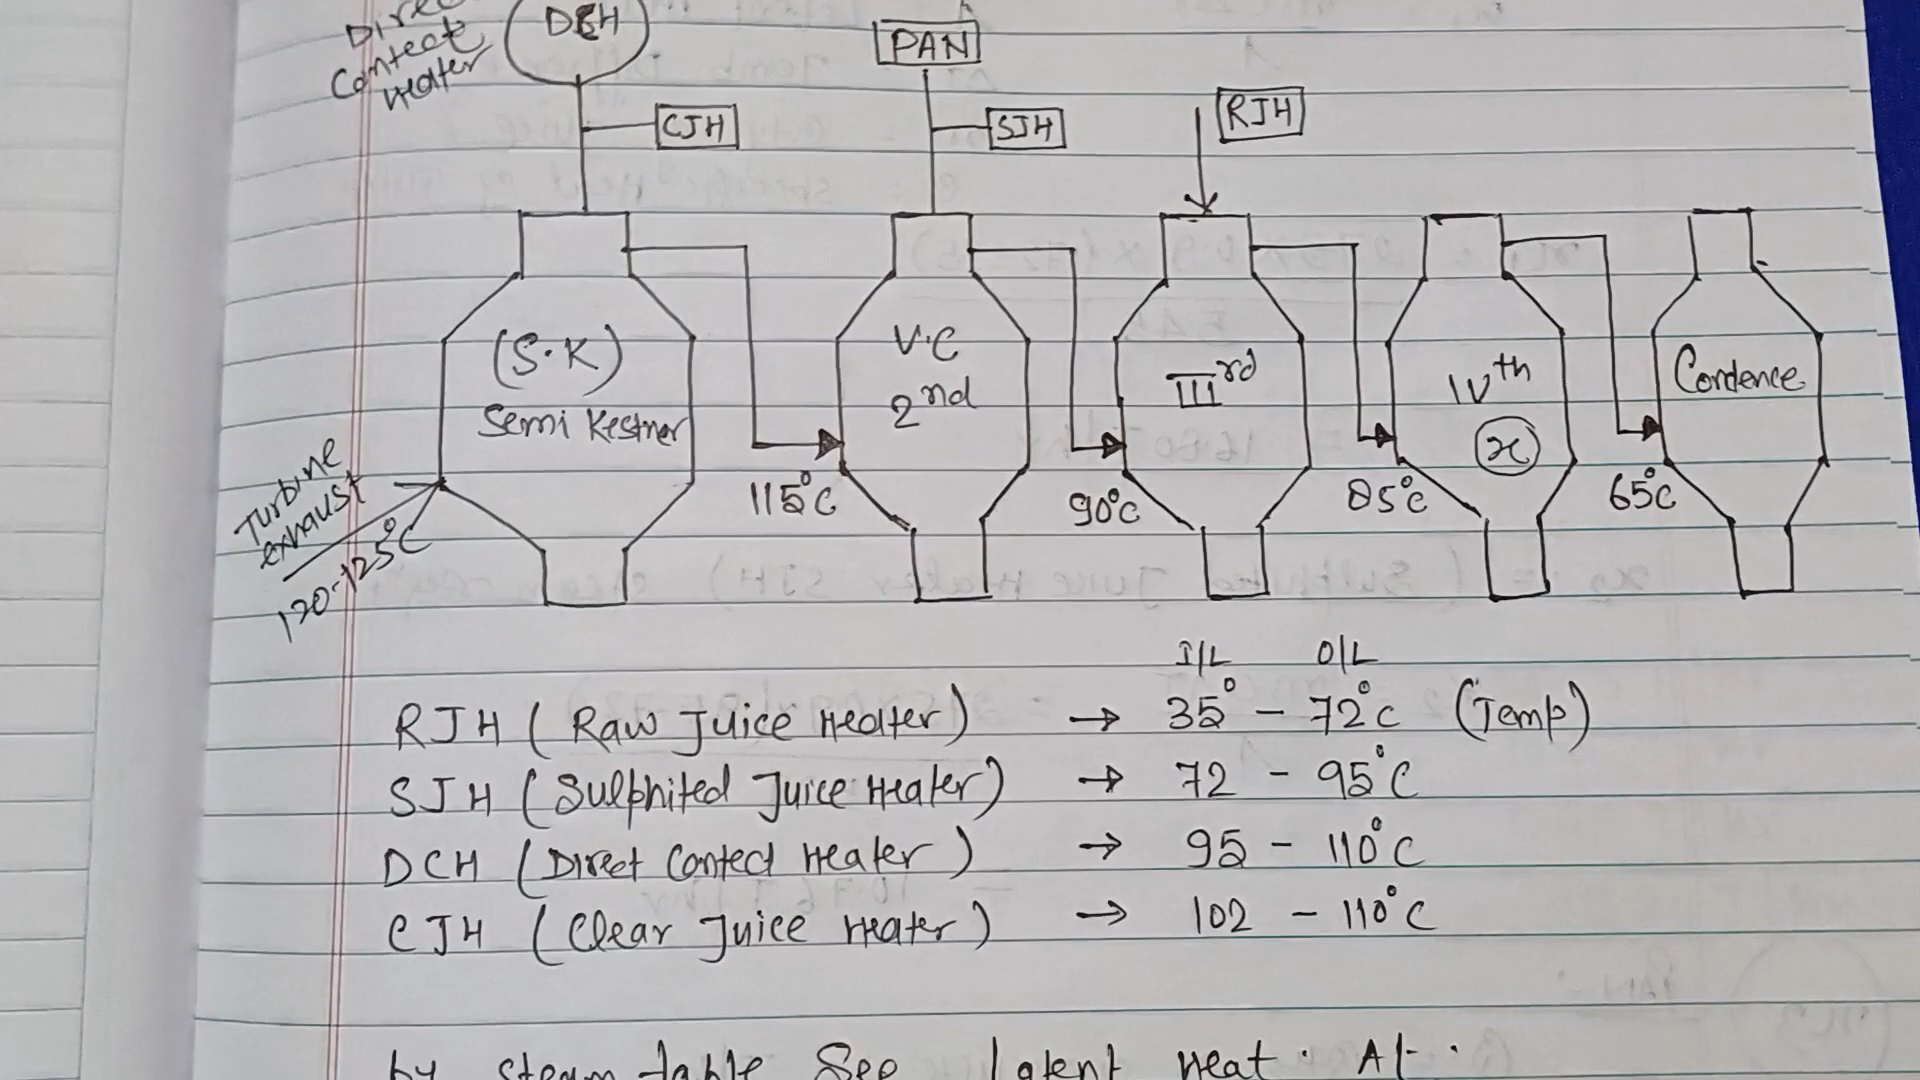 Direct
Contect
Heater
DCH
PAN
CJH
SJH
RJH
(S.K)
Semi Kestner
V.C
2nd
IIIrd
IVth
x
Condence
Turbine
exhaust
120-125°C
115°C
90°C
85°C
65°C
I/L O/L
RJH (Raw Juice Heater) → 35° - 72°C (Temp)
SJH (Sulphited Juice Heater) → 72 - 95°C
DCH (Direct Contect Heater) → 95 - 110°C
CJH (Clear Juice Heater) → 102 - 110°C
by steam table See latent Heat. At.